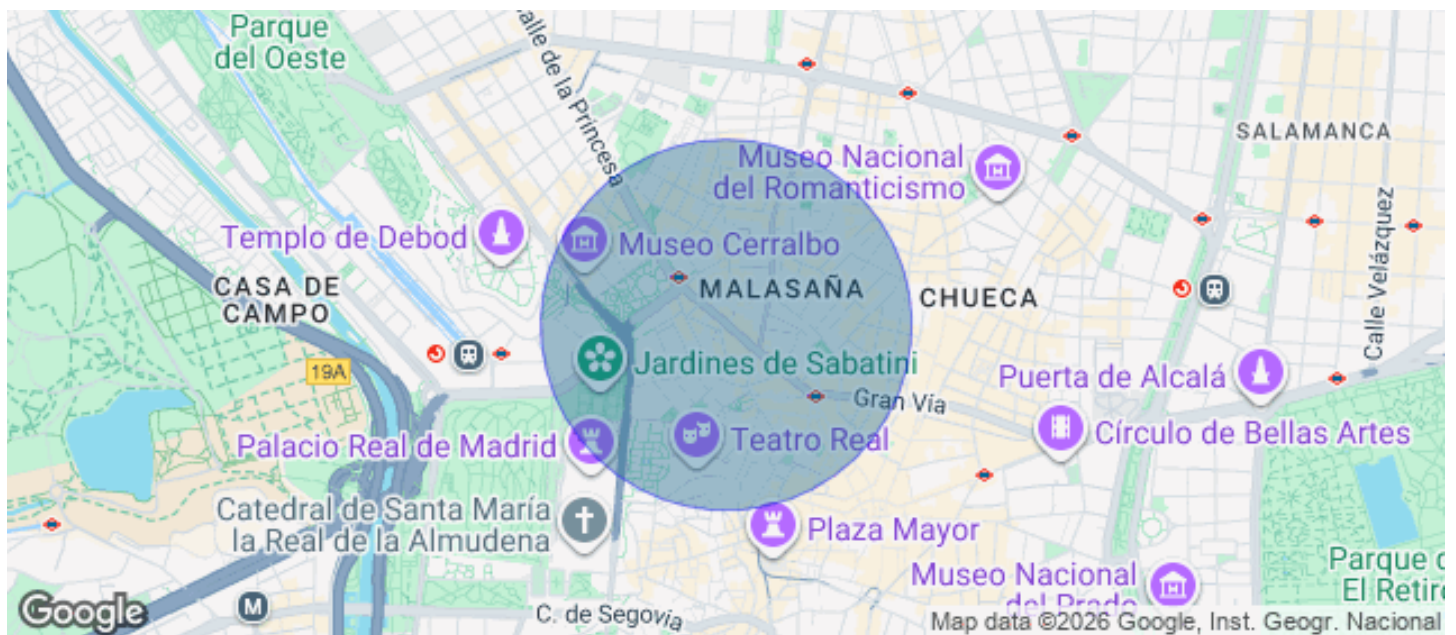 Parque
del Oeste
Calle de la Princesa
Museo Nacional
del Romanticismo
SALAMANCA
Templo de Debod
Museo Cerralbo
Calle Velázquez
CASA DE
CAMPO
MALASAÑA
CHUECA
19A
Jardines de Sabatini
Puerta de Alcalá
Gran Vía
Palacio Real de Madrid
Teatro Real
Círculo de Bellas Artes
Catedral de Santa María
la Real de la Almudena
Plaza Mayor
Museo Nacional
del Prado
Parque d
El Retiro
Google
M
C. de Segovia
Map data ©2026 Google, Inst. Geogr. Nacional